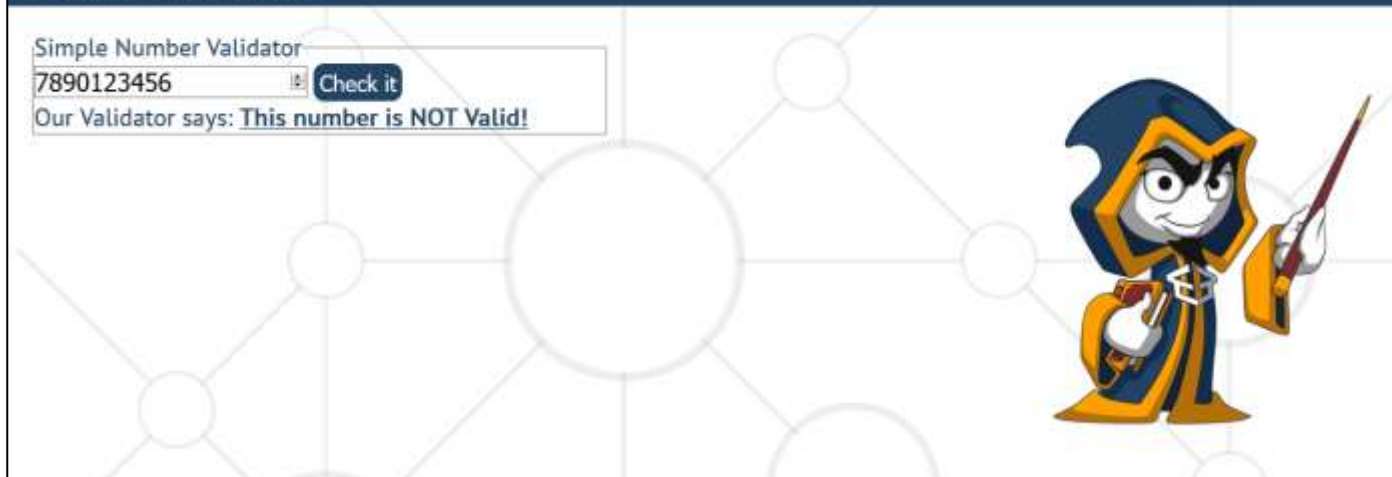 Simple Number Validator
7890123456 Check it
Our Validator says: This number is NOT Valid!